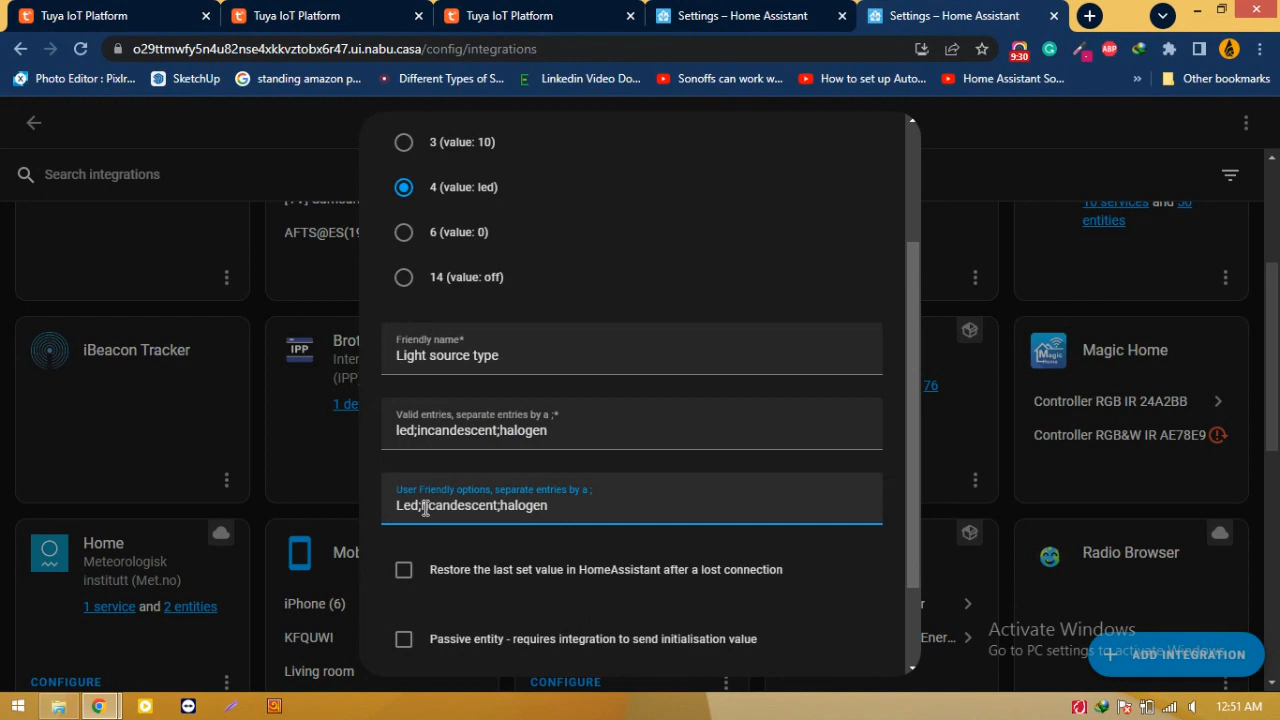 Tuya IoT Platform
Tuya IoT Platform
Tuya IoT Platform
Settings – Home Assistant
Settings – Home Assistant
o29ttmwfy5n4u82nse4xkkvztobx6r47.ui.nabu.casa/config/integrations
9:30
ABP
Photo Editor : Pixlr...
SketchUp
standing amazon p...
Different Types of S...
Linkedin Video Do...
Sonoffs can work w...
How to set up Auto...
Home Assistant So...
»
Other bookmarks
Search integrations
3 (value: 10)
4 (value: led)
6 (value: 0)
14 (value: off)
Friendly name*
Light source type
Valid entries, separate entries by a ;*
led;incandescent;halogen
User Friendly options, separate entries by a ;
Led;incandescent;halogen
Restore the last set value in HomeAssistant after a lost connection
Passive entity - requires integration to send initialisation value
AFTS@ES(19
and
entities
iBeacon Tracker
IPP
Brot
Inter
(IPP)
1 de
76
Magic Home
Magic Home
Controller RGB IR 24A2BB
Controller RGB&W IR AE78E9
Home
Meteorologisk
institutt (Met.no)
1 service and 2 entities
CONFIGURE
Mob
iPhone (6)
KFQUWI
Living room
CONFIGURE
Ener...
Radio Browser
Activate Windows
Go to PC settings to activate Windows.
ADD INTEGRATION
12:51 AM